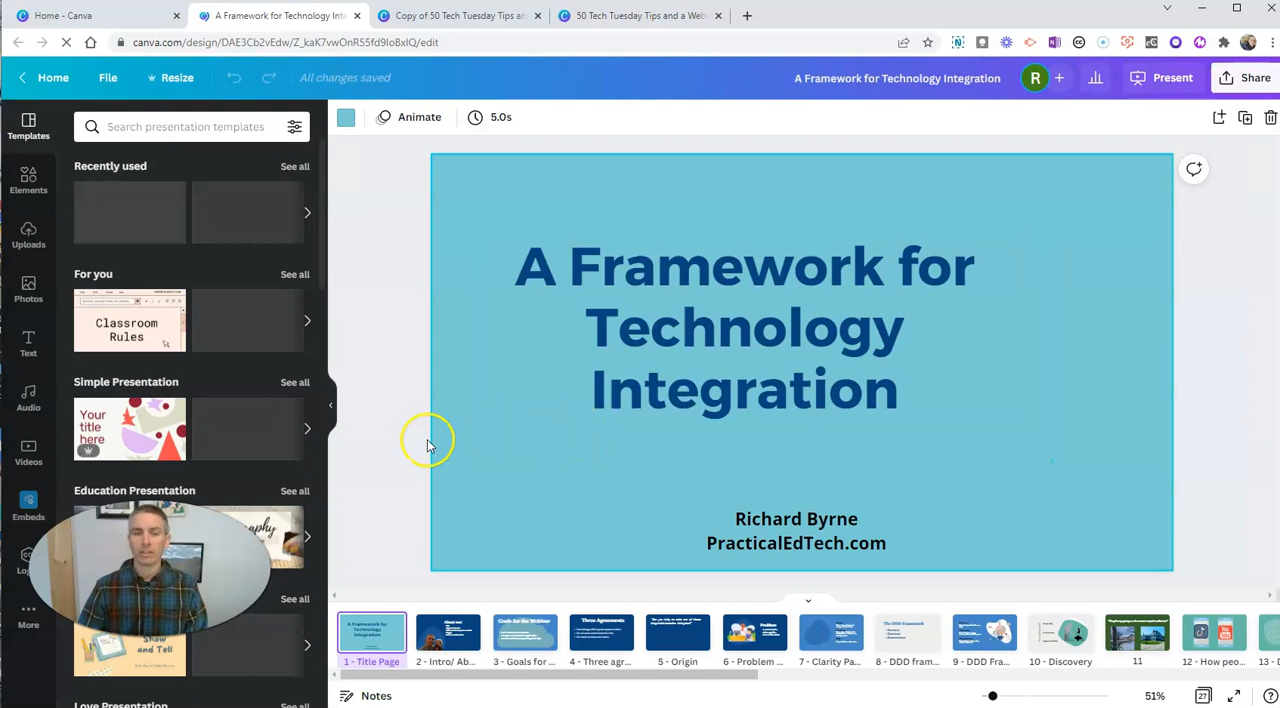 Home - Canva
A Framework for Technology Inte
Copy of 50 Tech Tuesday Tips an
50 Tech Tuesday Tips and a Web
canva.com/design/DAE3Cb2vEdw/Z_kaK7vwOnR55fd9IoBxlQ/edit
Home
File
Resize
All changes saved
A Framework for Technology Integration
R
Present
Share
Templates
Elements
Uploads
Photos
Text
Audio
Videos
Embeds
More
Search presentation templates
Recently used
See all
For you
See all
Classroom
Rules
Simple Presentation
See all
Your
title
here
Education Presentation
See all
See all
Show
and
Tell
Animate
5.0s
A Framework for
Technology
Integration
Richard Byrne
PracticalEdTech.com
1 - Title Page
2 - Intro/ Ab...
3 - Goals for ...
4 - Three agr...
5 - Origin
6 - Problem ...
7 - Clarity Pa...
8 - DDD fram...
9 - DDD Fra...
10 - Discovery
11
12 - How peo...
Notes
51%
27